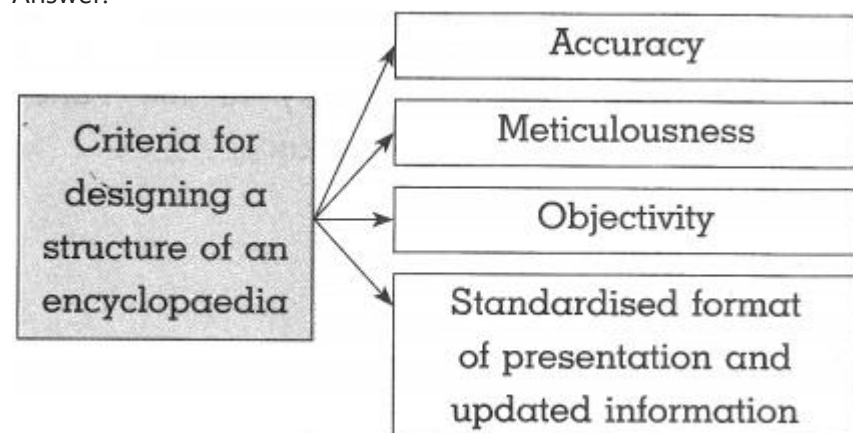 Answer:
Criteria for
designing a
structure of an
encyclopaedia
Accuracy
Meticulousness
Objectivity
Standardised format
of presentation and
updated information